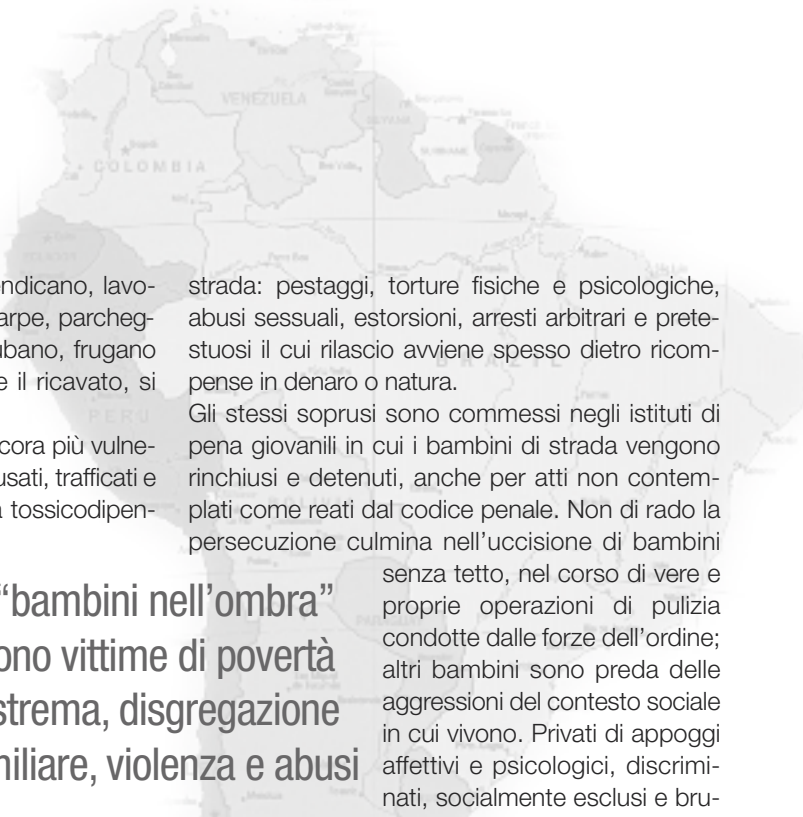 VENEZUELA
COLOMBIA
PERU
BRAZIL
BOLIVIA
PARAGUAY
endicano, lavo-
arpe, parcheg-
ubano, frugano
e il ricavato, si
cora più vulne-
usati, trafficati e
a tossicodipen-
“bambini nell’ombra”
ono vittime di povertà
strema, disgregazione
miliare, violenza e abusi
strada: pestaggi, torture fisiche e psicologiche,
abusi sessuali, estorsioni, arresti arbitrari e prete-
stuosi il cui rilascio avviene spesso dietro ricom-
pense in denaro o natura.
Gli stessi soprusi sono commessi negli istituti di
pena giovanili in cui i bambini di strada vengono
rinchiusi e detenuti, anche per atti non contem-
plati come reati dal codice penale. Non di rado la
persecuzione culmina nell’uccisione di bambini
senza tetto, nel corso di vere e
proprie operazioni di pulizia
condotte dalle forze dell’ordine;
altri bambini sono preda delle
aggressioni del contesto sociale
in cui vivono. Privati di appoggi
affettivi e psicologici, discrimi-
nati, socialmente esclusi e bru-